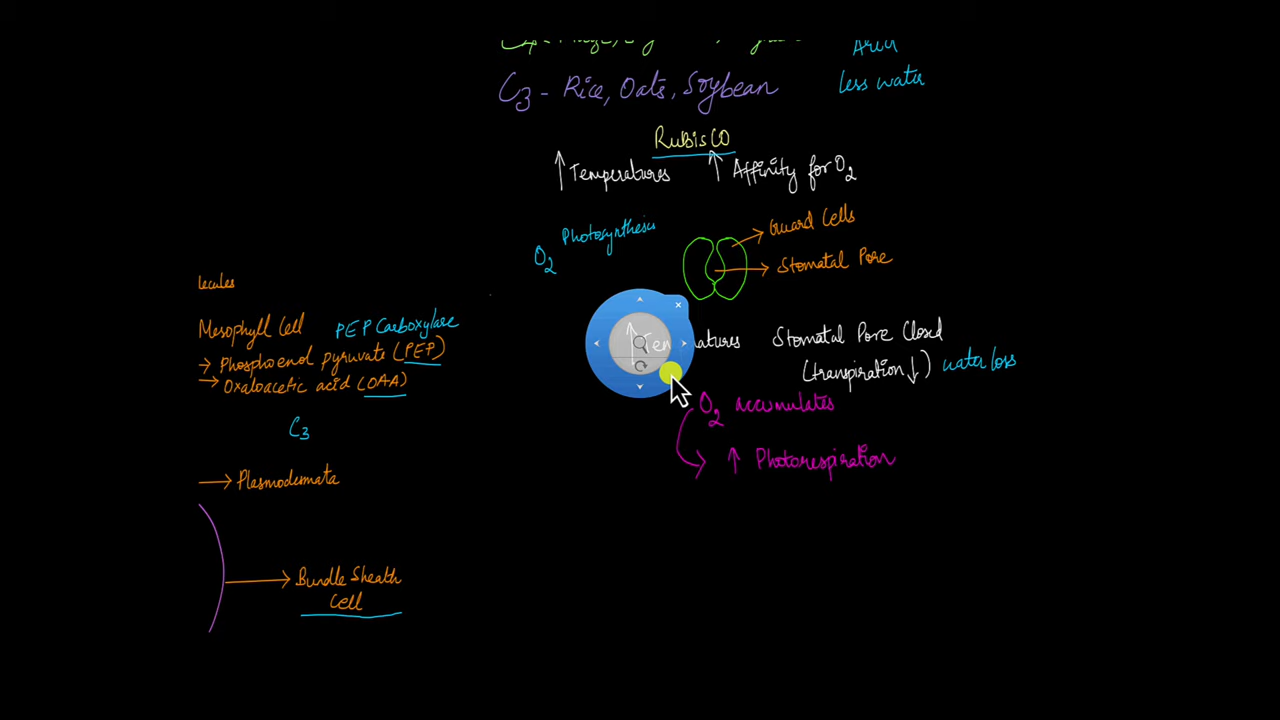 Arid
C3 - Rice, Oats, Soybean
less water
RubisCO
↑ Temperatures ↑ Affinity for O2
O2 Photosynthesis
Guard Cells
Stomatal Pore
lecules
Mesophyll Cell PEP Carboxylase
→ Phosphoenol pyruvate (PEP)
→ Oxaloacetic acid (OAA)
C3
→ Plasmodemata
→ Bundle Sheath
Cell
Stomatal Pore Closed
(transpiration ↓) water loss
O2 accumulates
↑ Photorespiration